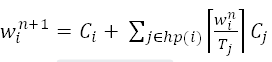 w_i^{n+1} = C_i + ∑_{j∈hp(i)} ⌈w_i^n / T_j⌉ C_j